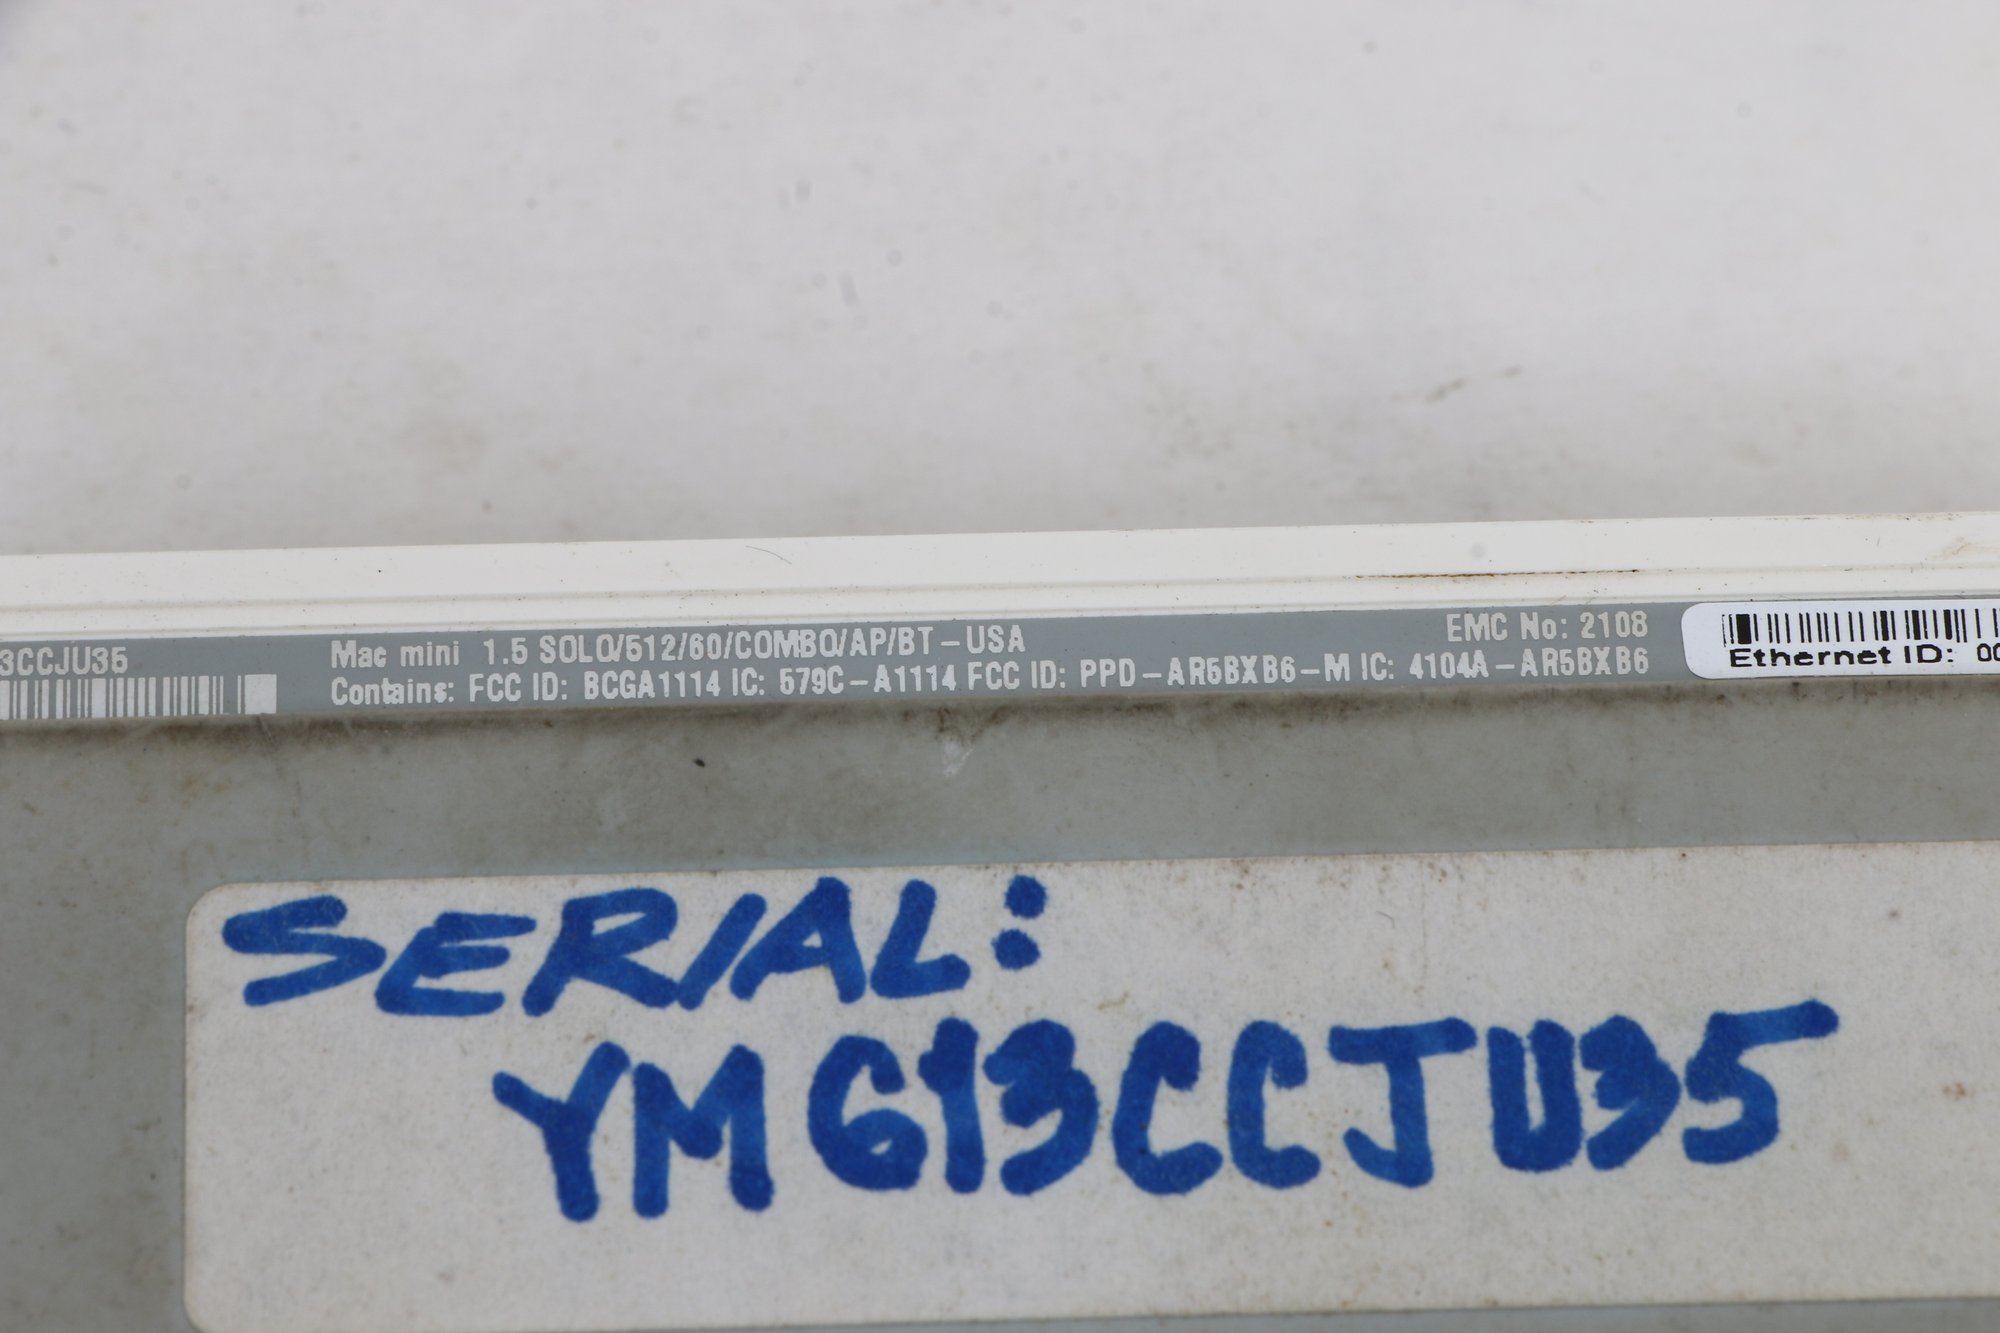 3CCJU35
Mac mini 1.5 SOLO/512/60/COMBO/AP/BT-USA
EMC No: 2108
Contains: FCC ID: BCGA1114 IC: 579C-A1114 FCC ID: PPD-AR5BXB6-M IC: 4104A-AR5BXB6
Ethernet ID: 00
SERIAL:
YM613CCJU35